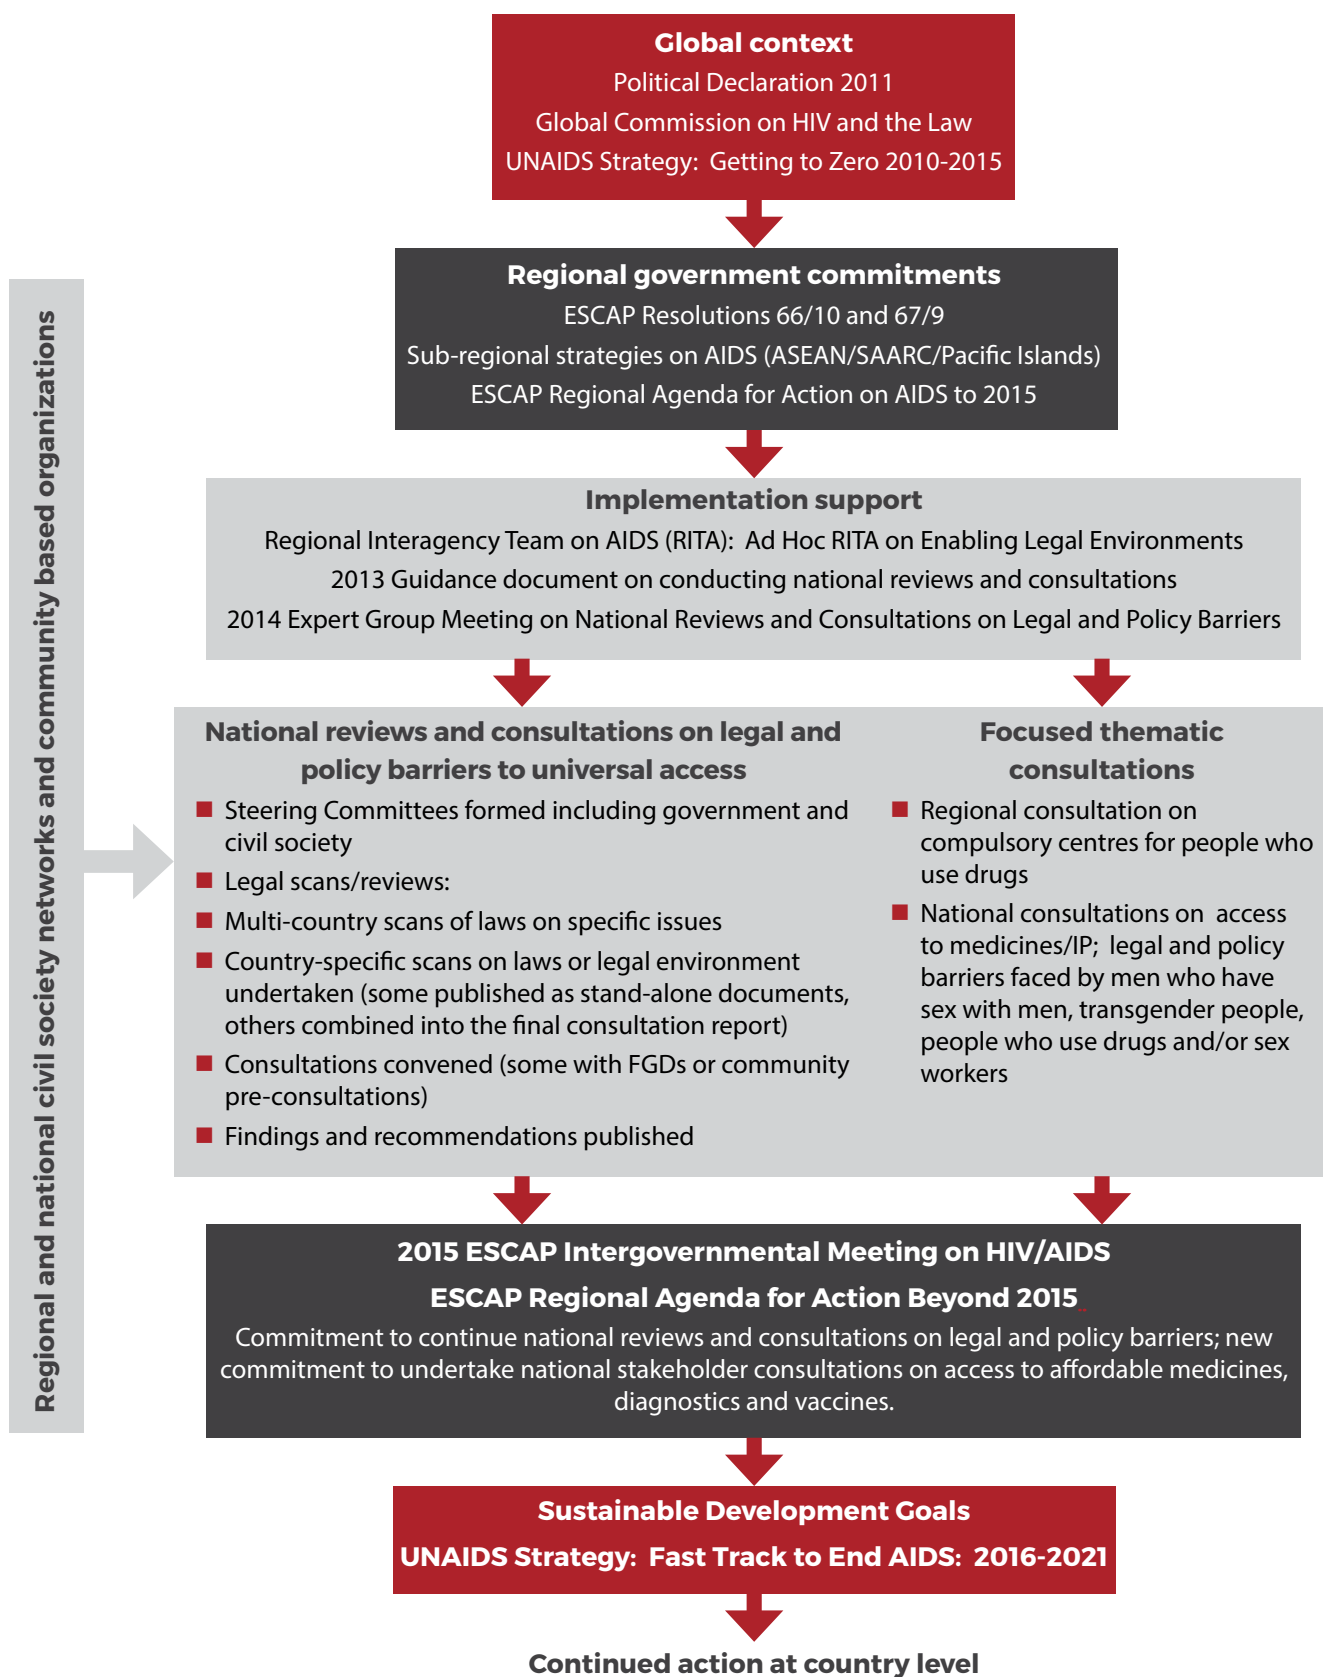 Global context
Political Declaration 2011
Global Commission on HIV and the Law
UNAIDS Strategy:  Getting to Zero 2010-2015
Regional government commitments
ESCAP Resolutions 66/10 and 67/9
Sub-regional strategies on AIDS (ASEAN/SAARC/Pacific Islands)
ESCAP Regional Agenda for Action on AIDS to 2015
Regional and national civil society networks and community based organizations
Implementation support
Regional Interagency Team on AIDS (RITA):  Ad Hoc RITA on Enabling Legal Environments
2013 Guidance document on conducting national reviews and consultations
2014 Expert Group Meeting on National Reviews and Consultations on Legal and Policy Barriers
National reviews and consultations on legal and
policy barriers to universal access
Steering Committees formed including government and
civil society
Legal scans/reviews:
Multi-country scans of laws on specific issues
Country-specific scans on laws or legal environment
undertaken (some published as stand-alone documents,
others combined into the final consultation report)
Consultations convened (some with FGDs or community
pre-consultations)
Findings and recommendations published
Focused thematic
consultations
Regional consultation on
compulsory centres for people who
use drugs
National consultations on  access
to medicines/IP;  legal and policy
barriers faced by men who have
sex with men, transgender people,
people who use drugs and/or sex
workers
2015 ESCAP Intergovernmental Meeting on HIV/AIDS
ESCAP Regional Agenda for Action Beyond 2015
Commitment to continue national reviews and consultations on legal and policy barriers; new
commitment to undertake national stakeholder consultations on access to affordable medicines,
diagnostics and vaccines.
Sustainable Development Goals
UNAIDS Strategy:  Fast Track to End AIDS:  2016-2021
Continued action at country level